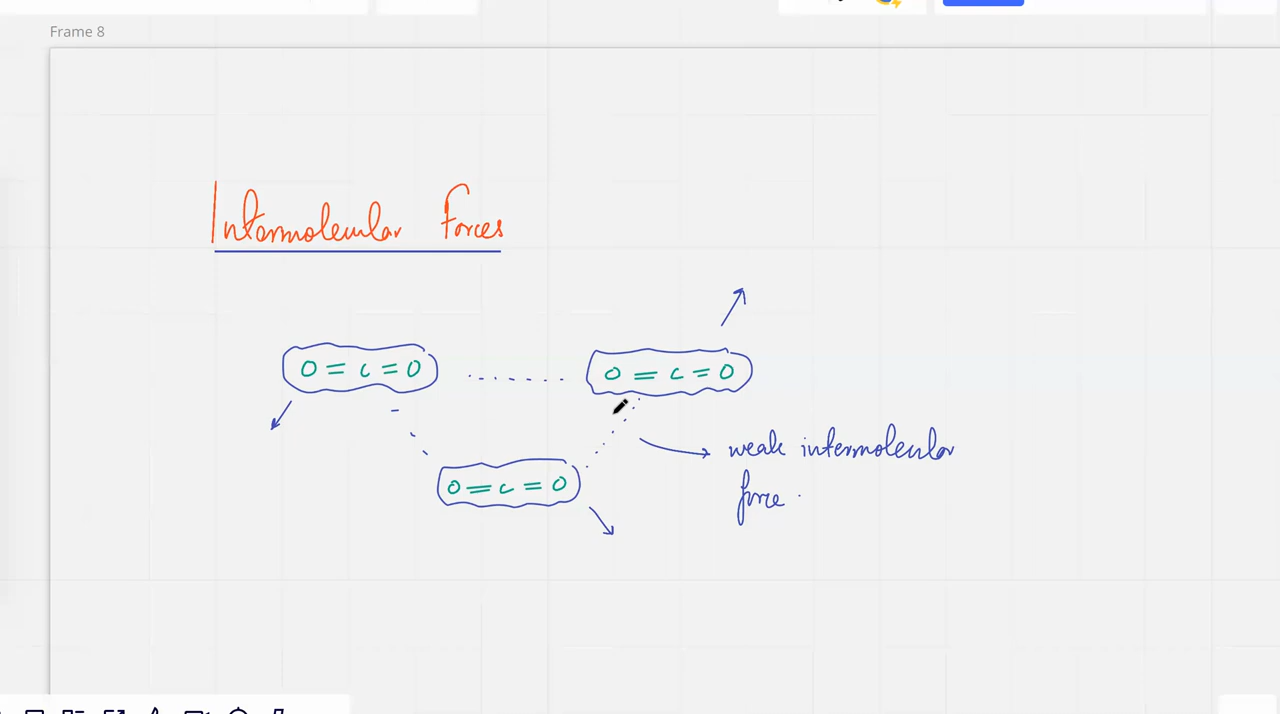 Frame 8
Intermolecular Forces
O = C = O
O = C = O
weak intermolecular
force.
O = C = O